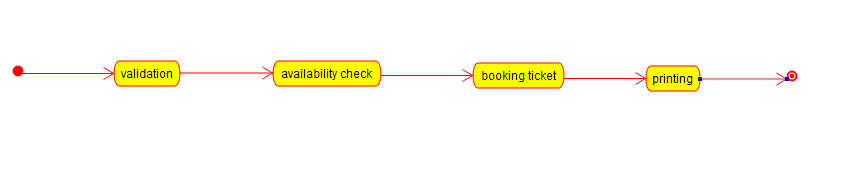 validation
availability check
booking ticket
printing